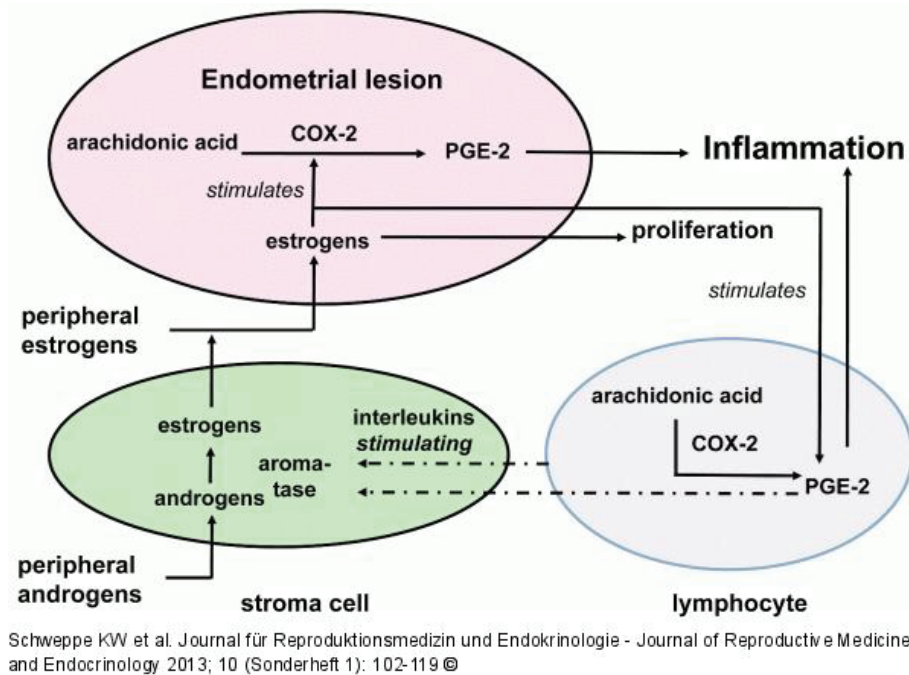 Endometrial lesion
arachidonic acid
COX-2
PGE-2
Inflammation
stimulates
estrogens
proliferation
stimulates
peripheral
estrogens
estrogens
androgens
aroma-
tase
interleukins
stimulating
arachidonic acid
COX-2
PGE-2
peripheral
androgens
stroma cell
lymphocyte
Schweppe KW et al. Journal für Reproduktionsmedizin und Endokrinologie - Journal of Reproductive Medicine
and Endocrinology 2013; 10 (Sonderheft 1): 102-119 ©